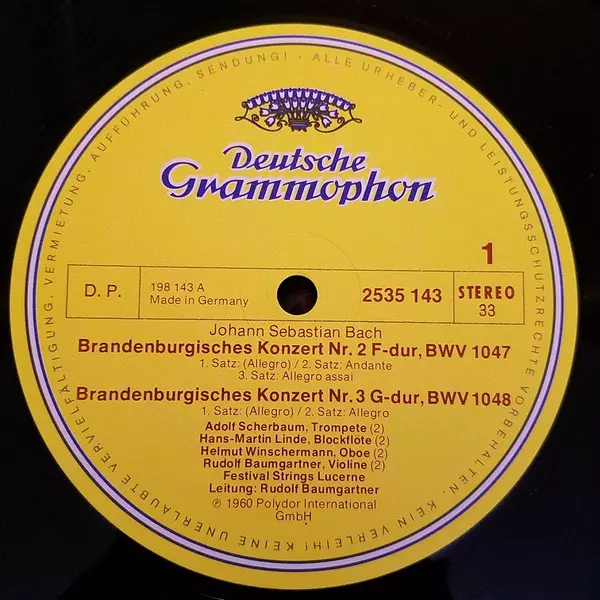 ALLE URHEBER- UND LEISTUNGSSCHUTZRECHTE VORBEHALTEN. KEIN VERLEIH! KEINE UNERLAUBTE VERVIELFÄLTIGUNG, VERMIETUNG, AUFFÜHRUNG, SENDUNG! -
Deutsche
Grammophon
1
D. P.
198 143 A
Made in Germany
2535 143
STEREO
33
Johann Sebastian Bach
Brandenburgisches Konzert Nr. 2 F-dur, BWV 1047
1. Satz: (Allegro) / 2. Satz: Andante
3. Satz: Allegro assai
Brandenburgisches Konzert Nr. 3 G-dur, BWV 1048
1. Satz: (Allegro) / 2. Satz: Allegro
Adolf Scherbaum, Trompete (2)
Hans-Martin Linde, Blockflöte (2)
Helmut Winschermann, Oboe (2)
Rudolf Baumgartner, Violine (2)
Festival Strings Lucerne
Leitung: Rudolf Baumgartner
℗ 1960 Polydor International
GmbH